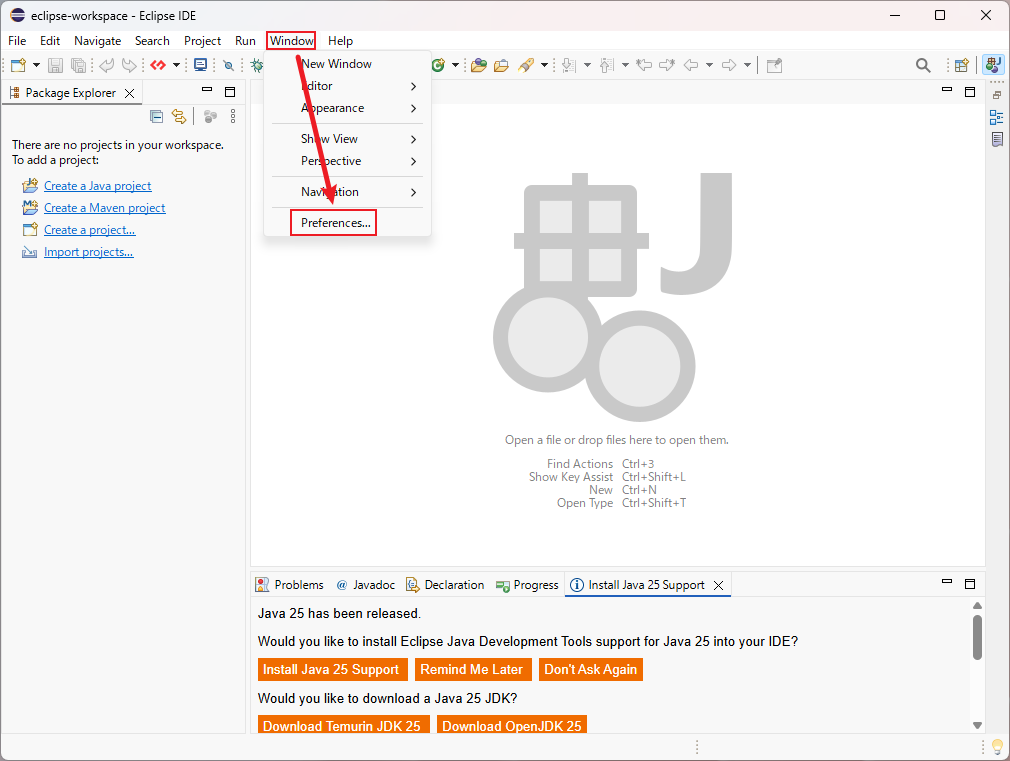 eclipse-workspace - Eclipse IDE
File Edit Navigate Search Project Run Window Help
New Window
Editor
Appearance
Show View
Perspective
Navigation
Preferences...
Package Explorer
There are no projects in your workspace.
To add a project:
Create a Java project
Create a Maven project
Create a project...
Import projects...
Open a file or drop files here to open them.
Find Actions Ctrl+3
Show Key Assist Ctrl+Shift+L
New Ctrl+N
Open Type Ctrl+Shift+T
Problems @ Javadoc Declaration Progress Install Java 25 Support
Java 25 has been released.
Would you like to install Eclipse Java Development Tools support for Java 25 into your IDE?
Install Java 25 Support Remind Me Later Don't Ask Again
Would you like to download a Java 25 JDK?
Download Temurin JDK 25 Download OpenJDK 25